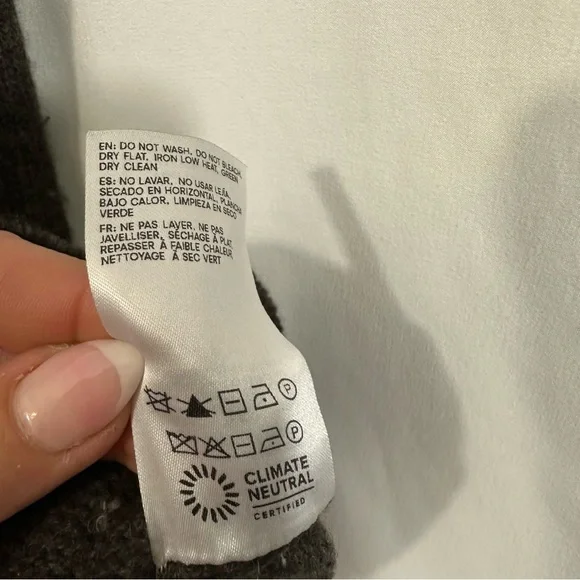 EN: DO NOT WASH, DO NOT BLEACH,
DRY FLAT, IRON LOW HEAT, GREEN
DRY CLEAN
ES: NO LAVAR, NO USAR LEJÍA,
SECADO EN HORIZONTAL, PLANCHA
BAJO CALOR, LIMPIEZA EN SECO
VERDE
FR: NE PAS LAVER, NE PAS
JAVELLISER, SÉCHAGE À PLAT,
REPASSER À FAIBLE CHALEUR,
NETTOYAGE À SEC VERT
P
P
CLIMATE
NEUTRAL
CERTIFIED